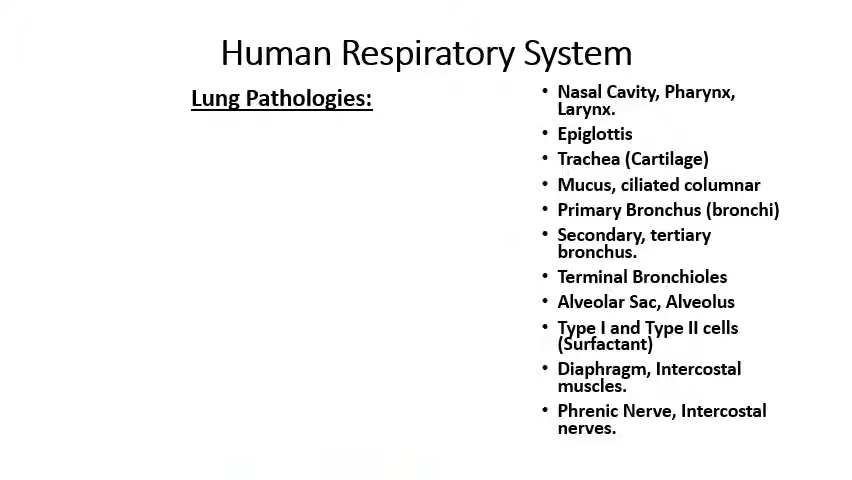 Human Respiratory System
Lung Pathologies:
• Nasal Cavity, Pharynx,
Larynx.
• Epiglottis
• Trachea (Cartilage)
• Mucus, ciliated columnar
• Primary Bronchus (bronchi)
• Secondary, tertiary
bronchus.
• Terminal Bronchioles
• Alveolar Sac, Alveolus
• Type I and Type II cells
(Surfactant)
• Diaphragm, Intercostal
muscles.
• Phrenic Nerve, Intercostal
nerves.